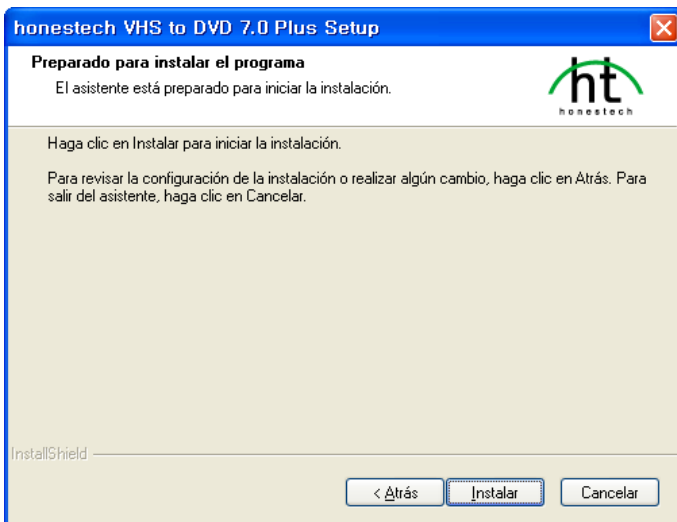 honestech VHS to DVD 7.0 Plus Setup
Preparado para instalar el programa
El asistente está preparado para iniciar la instalación.
ht
honestech
Haga clic en Instalar para iniciar la instalación.
Para revisar la configuración de la instalación o realizar algún cambio, haga clic en Atrás. Para
salir del asistente, haga clic en Cancelar.
InstallShield
< Atrás Instalar Cancelar